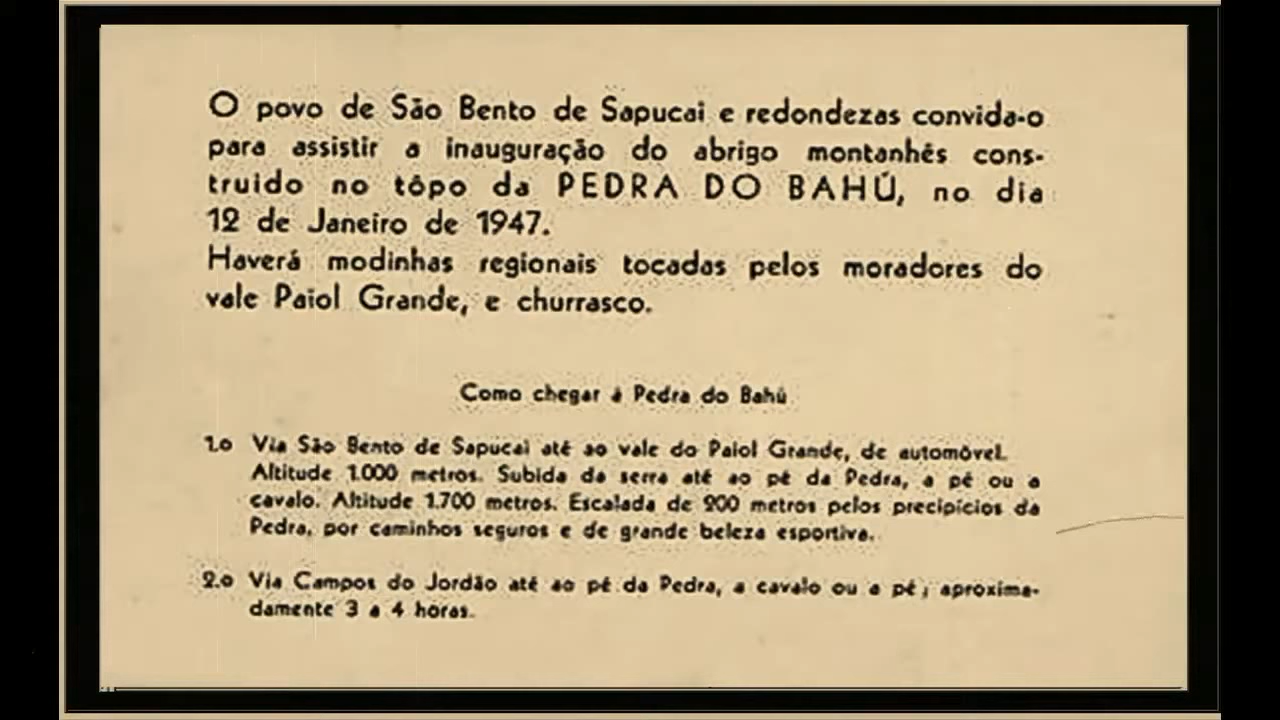 O povo de São Bento de Sapucai e redondezas convida-o
para assistir a inauguração do abrigo montanhês cons-
truido no tôpo da PEDRA DO BAHÚ, no dia
12 de Janeiro de 1947.
Haverá modinhas regionais tocadas pelos moradores do
vale Paiol Grande, e churrasco.
Como chegar à Pedra do Bahú
1.o Via São Bento de Sapucai até ao vale do Paiol Grande, de automóvel.
Altitude 1.000 metros. Subida da serra até ao pé da Pedra, a pé ou a
cavalo. Altitude 1.700 metros. Escalada de 200 metros pelos precipícios da
Pedra, por caminhos seguros e de grande beleza esportiva.
2.o Via Campos do Jordão até ao pé da Pedra, a cavalo ou a pé; aproxima-
damente 3 a 4 horas.